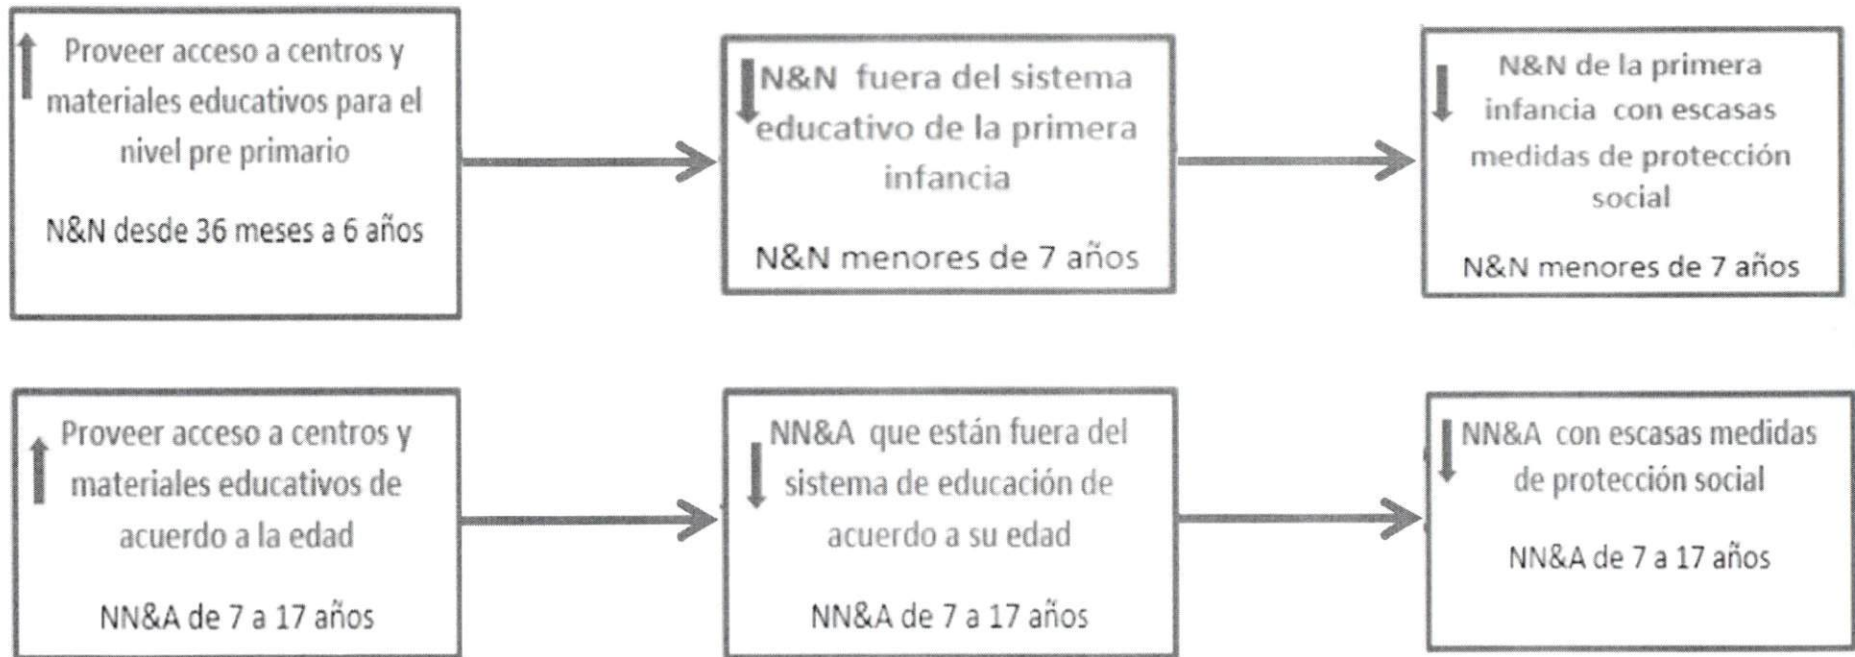 Proveer acceso a centros y
materiales educativos para el
nivel pre primario
N&N desde 36 meses a 6 años
N&N fuera del sistema
educativo de la primera
infancia
N&N menores de 7 años
N&N de la primera
infancia con escasas
medidas de protección
social
N&N menores de 7 años
Proveer acceso a centros y
materiales educativos de
acuerdo a la edad
NN&A de 7 a 17 años
NN&A que están fuera del
sistema de educación de
acuerdo a su edad
NN&A de 7 a 17 años
NN&A con escasas medidas
de protección social
NN&A de 7 a 17 años